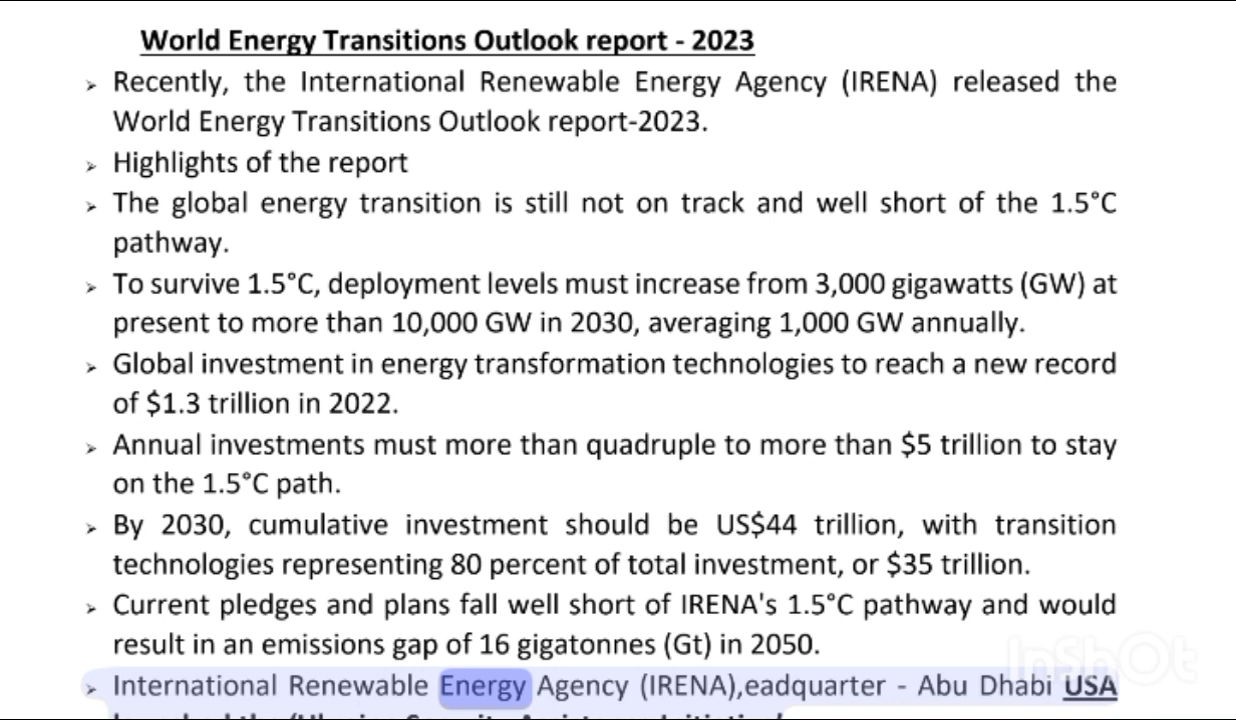 World Energy Transitions Outlook report - 2023
➢ Recently, the International Renewable Energy Agency (IRENA) released the
World Energy Transitions Outlook report-2023.
➢ Highlights of the report
➢ The global energy transition is still not on track and well short of the 1.5°C
pathway.
➢ To survive 1.5°C, deployment levels must increase from 3,000 gigawatts (GW) at
present to more than 10,000 GW in 2030, averaging 1,000 GW annually.
➢ Global investment in energy transformation technologies to reach a new record
of $1.3 trillion in 2022.
➢ Annual investments must more than quadruple to more than $5 trillion to stay
on the 1.5°C path.
➢ By 2030, cumulative investment should be US$44 trillion, with transition
technologies representing 80 percent of total investment, or $35 trillion.
➢ Current pledges and plans fall well short of IRENA's 1.5°C pathway and would
result in an emissions gap of 16 gigatonnes (Gt) in 2050.
InShOt
➢ International Renewable Energy Agency (IRENA),eadquarter - Abu Dhabi USA